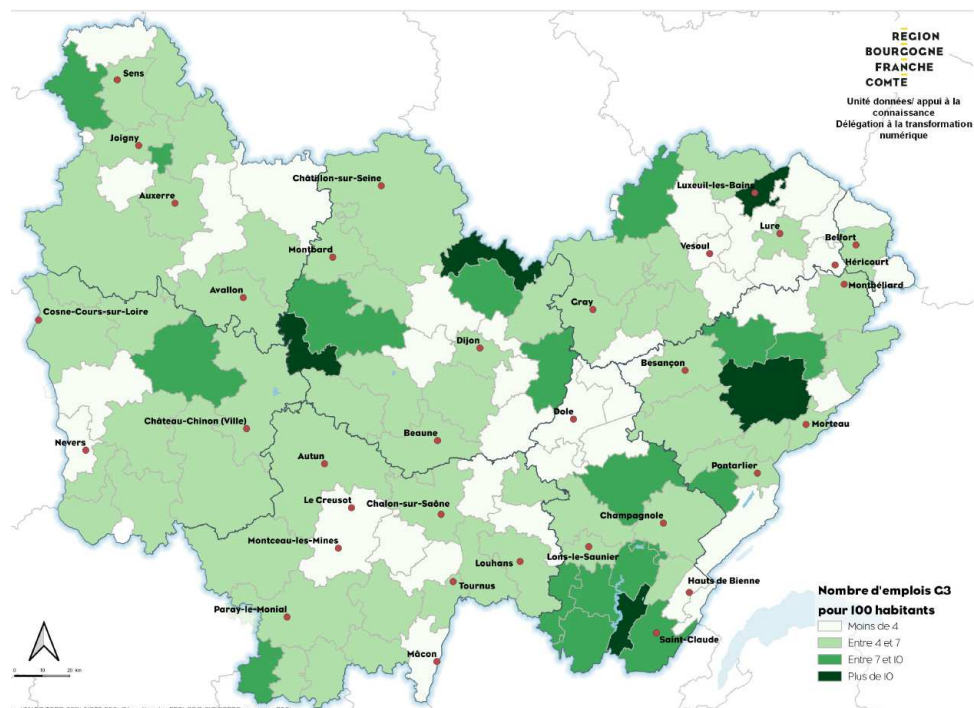 REGION
BOURGOGNE
FRANCHE
COMTE
Unité données/ appui à la
connaissance
Délégation à la transformation
numérique
Sens
Joigny
Auxerre
Châtillon-sur-Seine
Luxeuil-les-Bains
Lure
Belfort
Vesoul
Héricourt
Montbéliard
Montbard
Avallon
Gray
Cosne-Cours-sur-Loire
Dijon
Besançon
Dole
Château-Chinon (Ville)
Beaune
Morteau
Nevers
Autun
Pontarlier
Le Creusot
Chalon-sur-Saône
Champagnole
Montceau-les-Mines
Louhans
Lons-le-Saunier
Tournus
Hauts de Bienne
Paray-le-Monial
Saint-Claude
Mâcon
Nombre d'emplois G3
pour 100 habitants
Moins de 4
Entre 4 et 7
Entre 7 et 10
Plus de 10
0 10 20 km